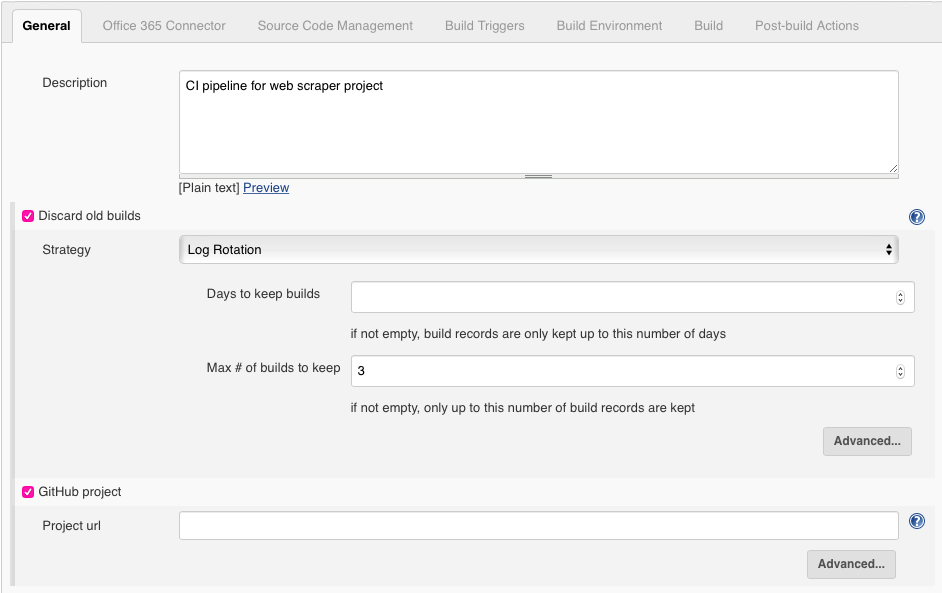 General Office 365 Connector Source Code Management Build Triggers Build Environment Build Post-build Actions
Description
CI pipeline for web scraper project
[Plain text] Preview
Discard old builds
?
Strategy
Log Rotation
Days to keep builds
if not empty, build records are only kept up to this number of days
Max # of builds to keep
3
if not empty, only up to this number of build records are kept
Advanced...
GitHub project
Project url
?
Advanced...